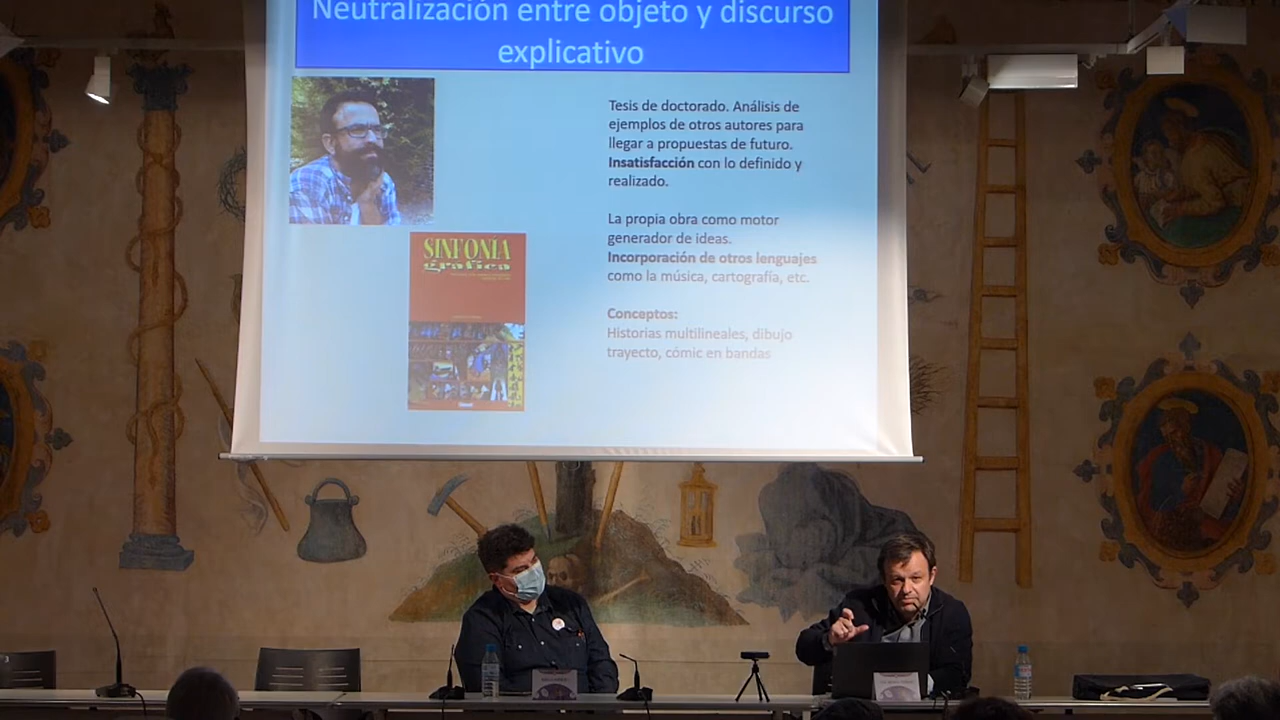 Neutralización entre objeto y discurso
explicativo
Tesis de doctorado. Análisis de
ejemplos de otros autores para
llegar a propuestas de futuro.
Insatisfacción con lo definido y
realizado.
La propia obra como motor
generador de ideas.
Incorporación de otros lenguajes
como la música, cartografía, etc.
Conceptos:
Historias multilineales, dibujo
trayecto, cómic en bandas
SINFONÍA
gráfica